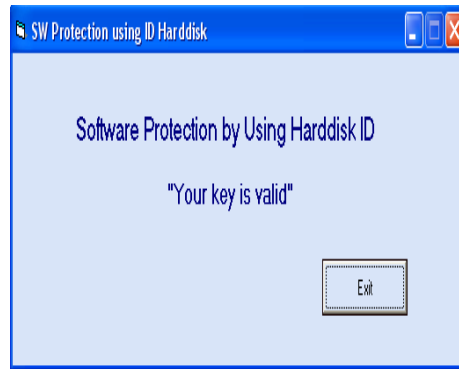 SW Protection using ID Harddisk
Software Protection by Using Harddisk ID
"Your key is valid"
Exit